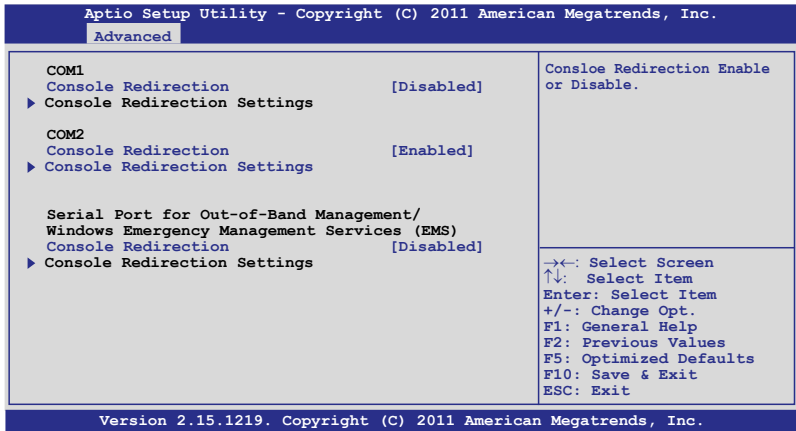 Aptio Setup Utility - Copyright (C) 2011 American Megatrends, Inc.
Advanced
COM1
Console Redirection [Disabled]
Console Redirection Settings
COM2
Console Redirection [Enabled]
Console Redirection Settings
Serial Port for Out-of-Band Management/
Windows Emergency Management Services (EMS)
Console Redirection [Disabled]
Console Redirection Settings
Consloe Redirection Enable
or Disable.
→←: Select Screen
↑↓: Select Item
Enter: Select Item
+/-: Change Opt.
F1: General Help
F2: Previous Values
F5: Optimized Defaults
F10: Save & Exit
ESC: Exit
Version 2.15.1219. Copyright (C) 2011 American Megatrends, Inc.